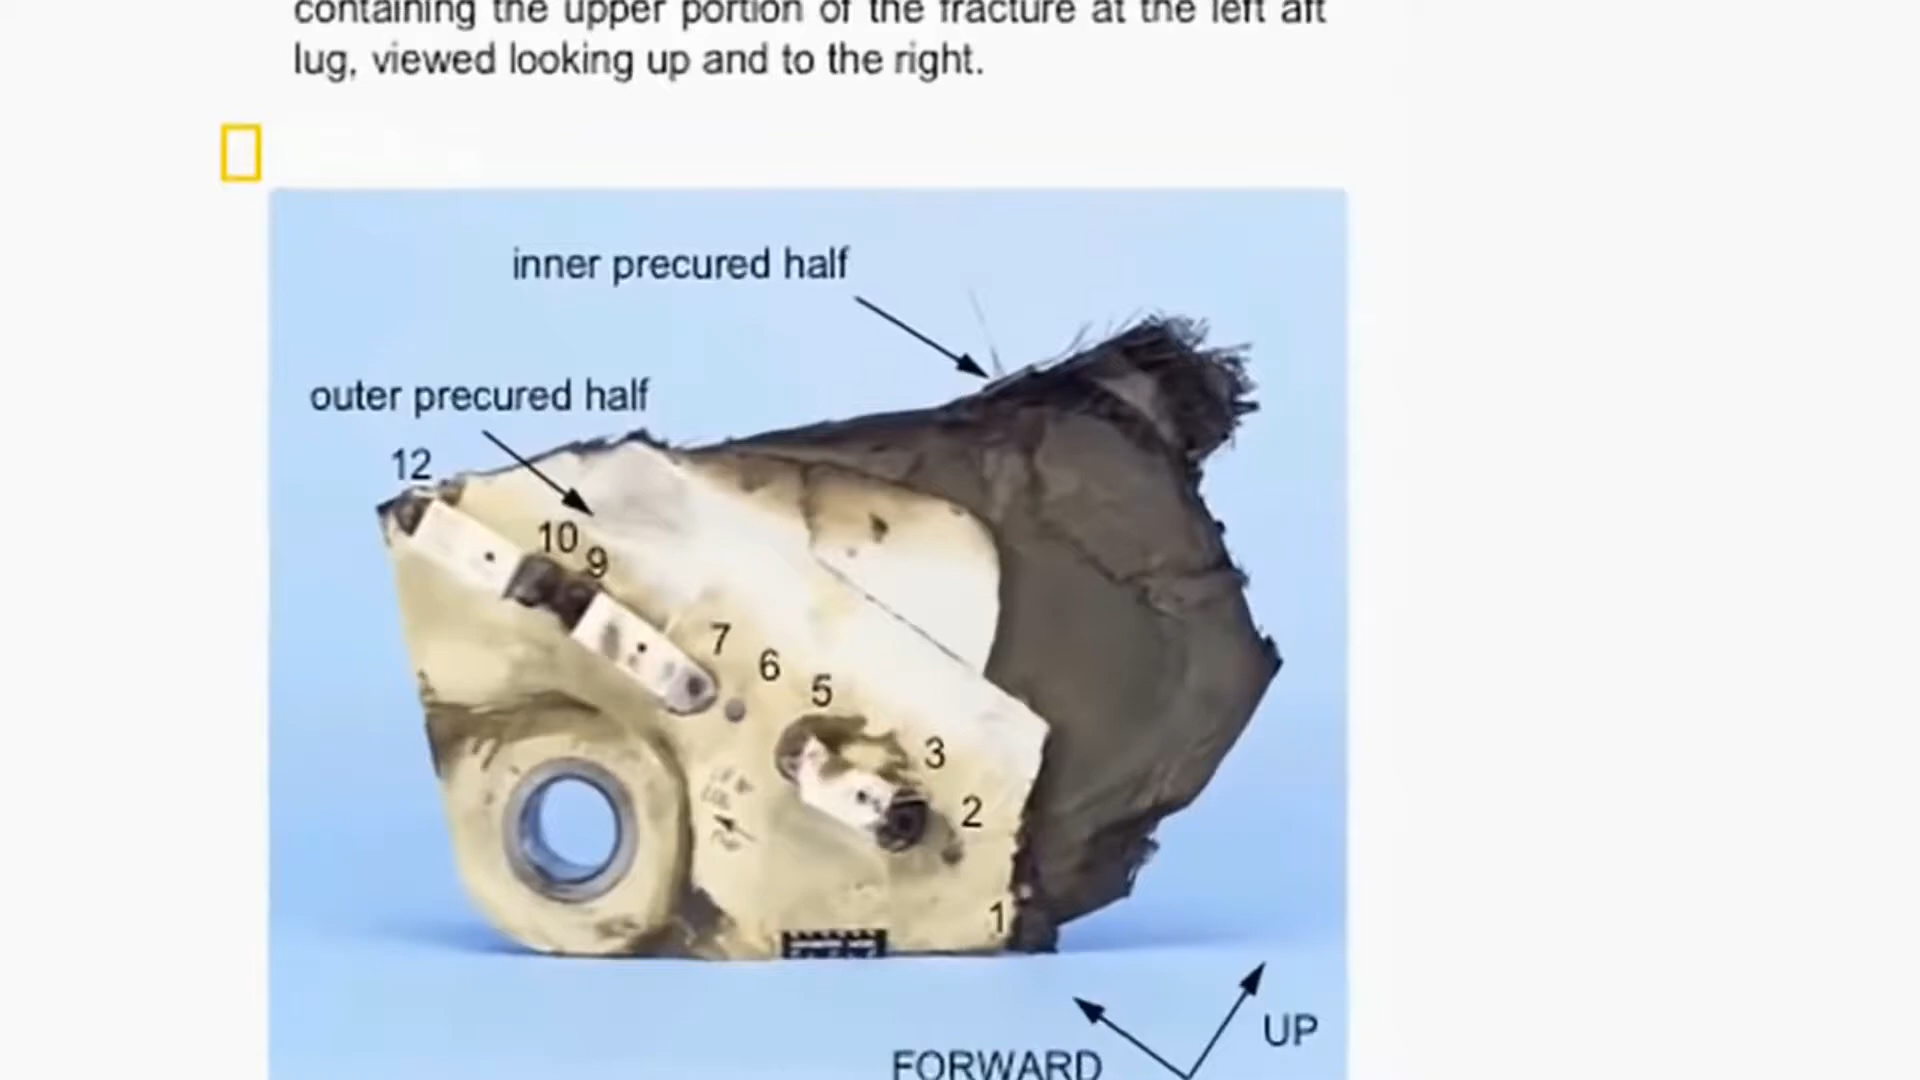 containing the upper portion of the fracture at the left aft
lug, viewed looking up and to the right.
inner precured half
outer precured half
12
10
9
7
6
5
3
2
1
UP
FORWARD